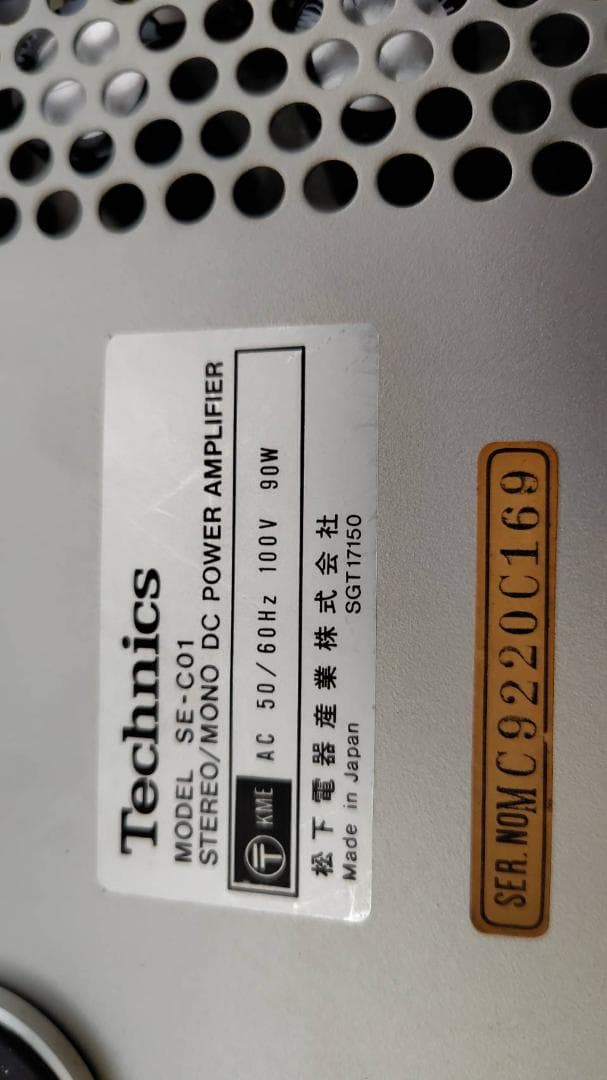 Technics
MODEL SE-C01
STEREO/MONO DC POWER AMPLIFIER
KME AC 50/60Hz 100V 90W
松下電器産業株式会社
Made in Japan SGT17150
SER. NO MC9220C169